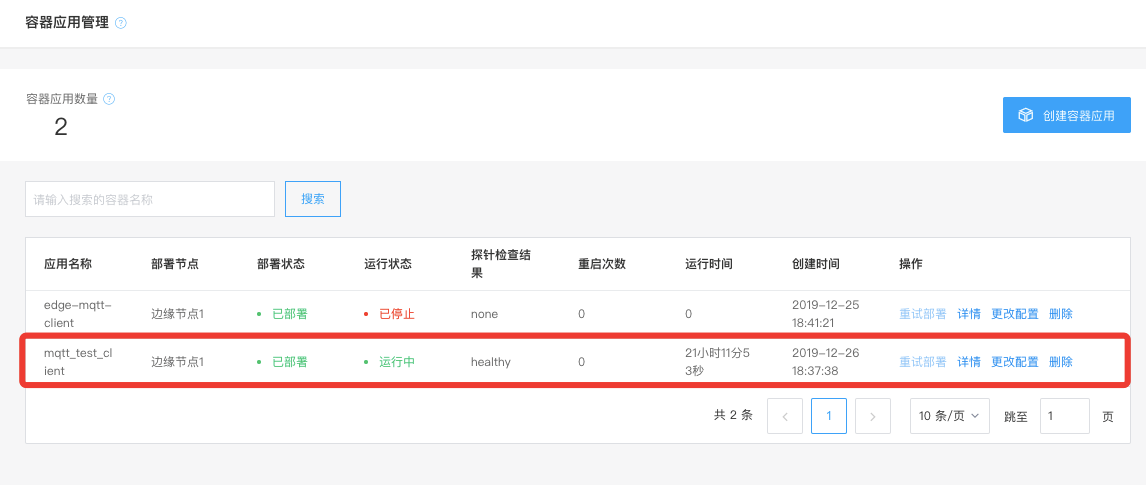 容器应用管理 ?
容器应用数量 ?
2
创建容器应用
请输入搜索的容器名称 搜索
应用名称 部署节点 部署状态 运行状态 探针检查结果 重启次数 运行时间 创建时间 操作
edge-mqtt-client 边缘节点1 已部署 已停止 none 0 0 2019-12-25 18:41:21 重试部署 详情 更改配置 删除
mqtt_test_client 边缘节点1 已部署 运行中 healthy 0 21小时11分53秒 2019-12-26 18:37:38 重试部署 详情 更改配置 删除
共 2 条 < 1 > 10 条/页 跳至 1 页